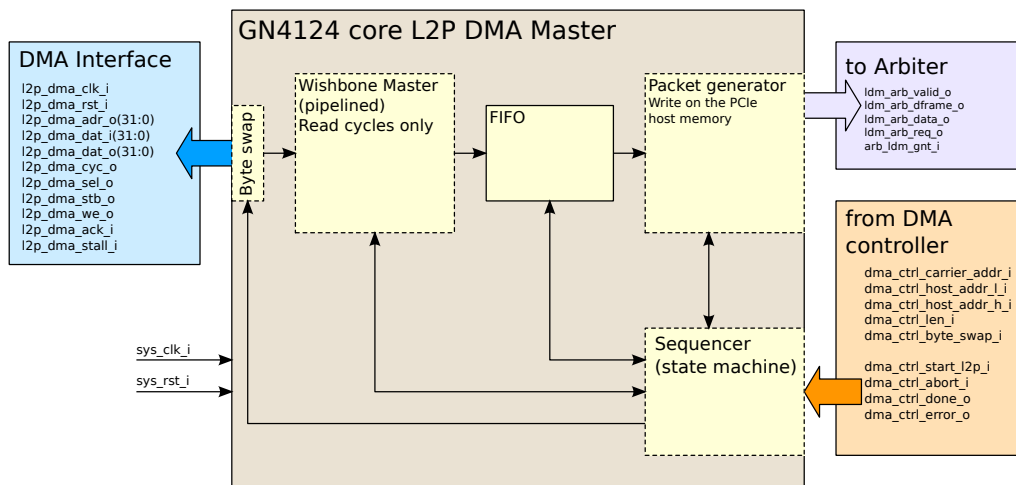 GN4124 core L2P DMA Master
DMA Interface
l2p_dma_clk_i
l2p_dma_rst_i
l2p_dma_adr_o(31:0)
l2p_dma_dat_i(31:0)
l2p_dma_dat_o(31:0)
l2p_dma_cyc_o
l2p_dma_sel_o
l2p_dma_stb_o
l2p_dma_we_o
l2p_dma_ack_i
l2p_dma_stall_i
Byte swap
Wishbone Master
(pipelined)
Read cycles only
FIFO
Packet generator
Write on the PCIe
host memory
to Arbiter
ldm_arb_valid_o
ldm_arb_dframe_o
ldm_arb_data_o
ldm_arb_req_o
arb_ldm_gnt_i
from DMA
controller
dma_ctrl_carrier_addr_i
dma_ctrl_host_addr_l_i
dma_ctrl_host_addr_h_i
dma_ctrl_len_i
dma_ctrl_byte_swap_i
dma_ctrl_start_l2p_i
dma_ctrl_abort_i
dma_ctrl_done_o
dma_ctrl_error_o
Sequencer
(state machine)
sys_clk_i
sys_rst_i